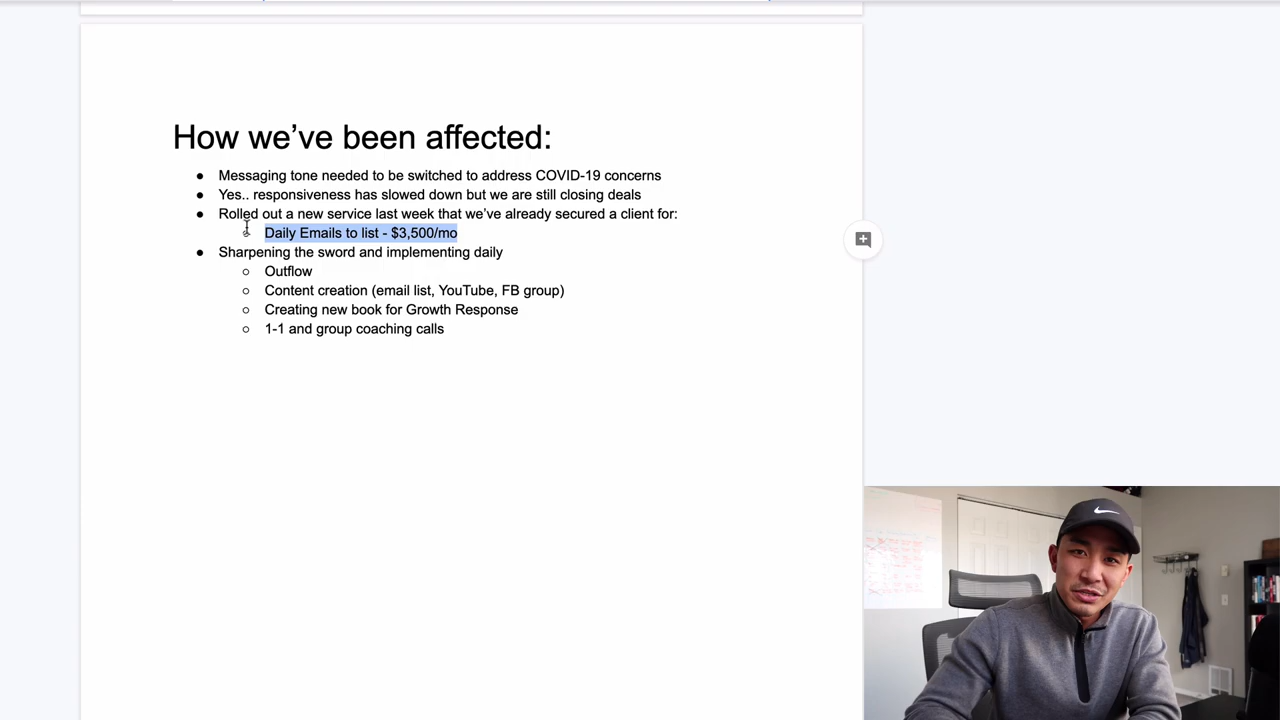 How we've been affected:
● Messaging tone needed to be switched to address COVID-19 concerns
● Yes.. responsiveness has slowed down but we are still closing deals
● Rolled out a new service last week that we've already secured a client for:
○ Daily Emails to list - $3,500/mo
● Sharpening the sword and implementing daily
○ Outflow
○ Content creation (email list, YouTube, FB group)
○ Creating new book for Growth Response
○ 1-1 and group coaching calls